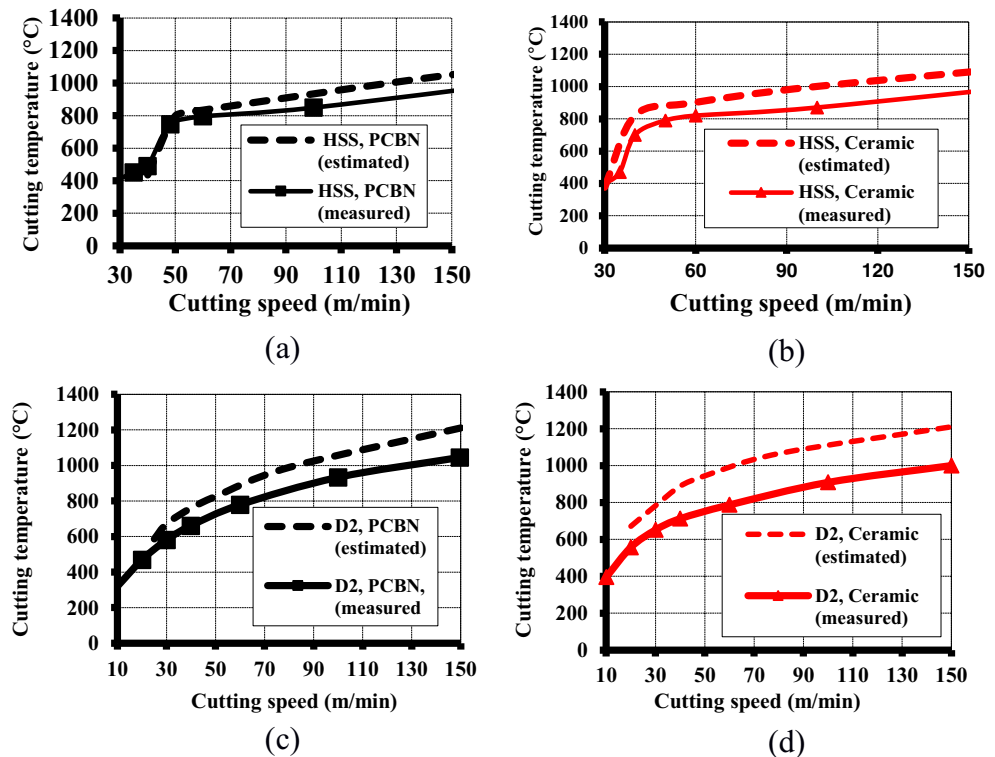 Cutting temperature (°C)
1400
1200
1000
800
600
400
200
0
HSS, PCBN
(estimated)
HSS, PCBN
(measured)
30 50 70 90 110 130 150
Cutting speed (m/min)
(a)
Cutting temperature (°C)
1400
1200
1000
800
600
400
200
0
HSS, Ceramic
(estimated)
HSS, Ceramic
(measured)
30 60 90 120 150
Cutting speed (m/min)
(b)
Cutting temperature (°C)
1400
1200
1000
800
600
400
200
0
D2, PCBN
(estimated)
D2, PCBN,
(measured
10 30 50 70 90 110 130 150
Cutting speed (m/min)
(c)
Cutting temperature (°C)
1400
1200
1000
800
600
400
200
0
D2, Ceramic
(estimated)
D2, Ceramic
(measured)
10 30 50 70 90 110 130 150
Cutting speed (m/min)
(d)